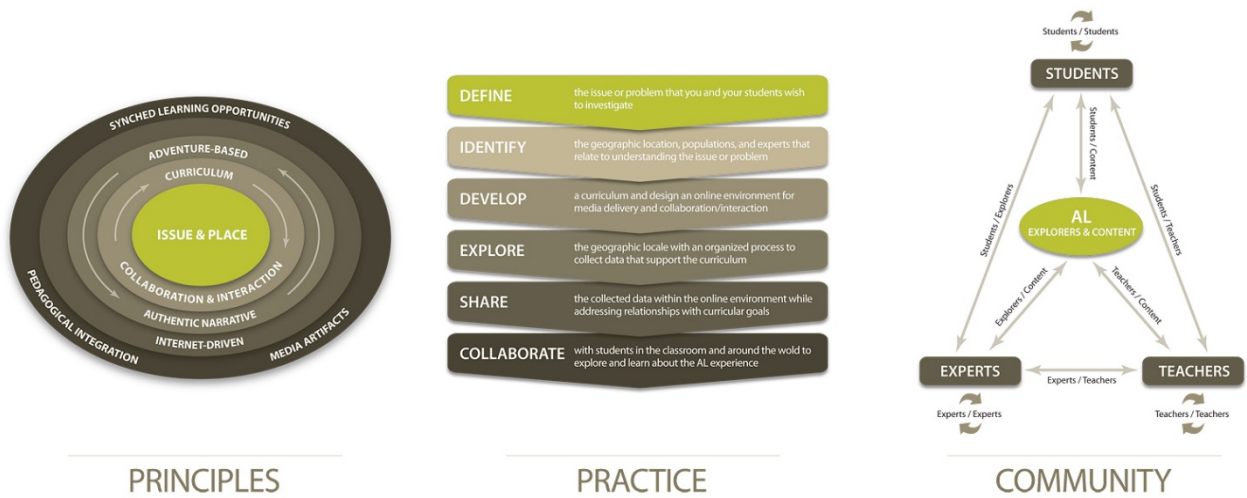 SYNCHED LEARNING OPPORTUNITIES
ADVENTURE-BASED
CURRICULUM
ISSUE & PLACE
COLLABORATION & INTERACTION
AUTHENTIC NARRATIVE
INTERNET-DRIVEN
PEDAGOGICAL INTEGRATION
MEDIA ARTIFACTS
PRINCIPLES
DEFINE
the issue or problem that you and your students wish
to investigate
IDENTIFY
the geographic location, populations, and experts that
relate to understanding the issue or problem
DEVELOP
a curriculum and design an online environment for
media delivery and collaboration/interaction
EXPLORE
the geographic locale with an organized process to
collect data that support the curriculum
SHARE
the collected data within the online environment while
addressing relationships with curricular goals
COLLABORATE
with students in the classroom and around the wold to
explore and learn about the AL experience
PRACTICE
Students / Students
STUDENTS
Students / Content
Students / Explorers
Students / Teachers
AL
EXPLORERS & CONTENT
Explorers / Content
Teachers / Content
EXPERTS
Experts / Teachers
TEACHERS
Experts / Experts
Teachers / Teachers
COMMUNITY